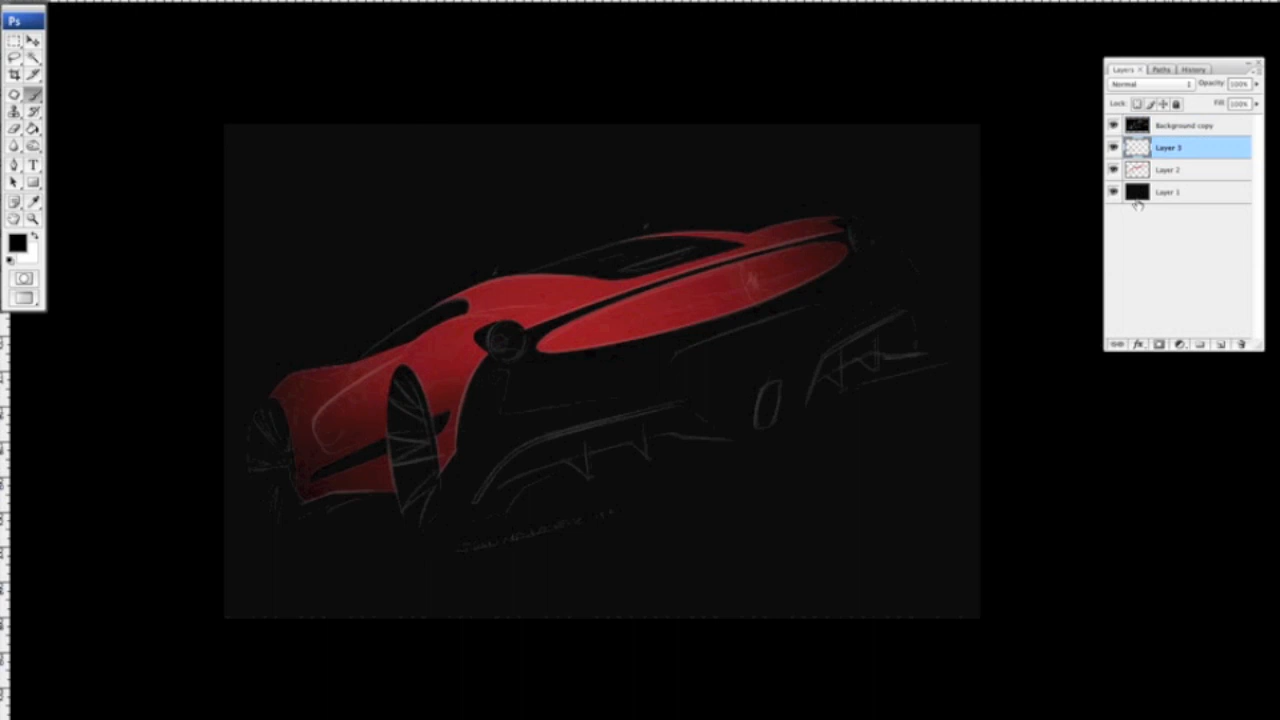 Ps
Layers x Paths History
Normal Opacity: 100%
Lock: Fill: 100%
Background copy
Layer 3
Layer 2
Layer 1
T